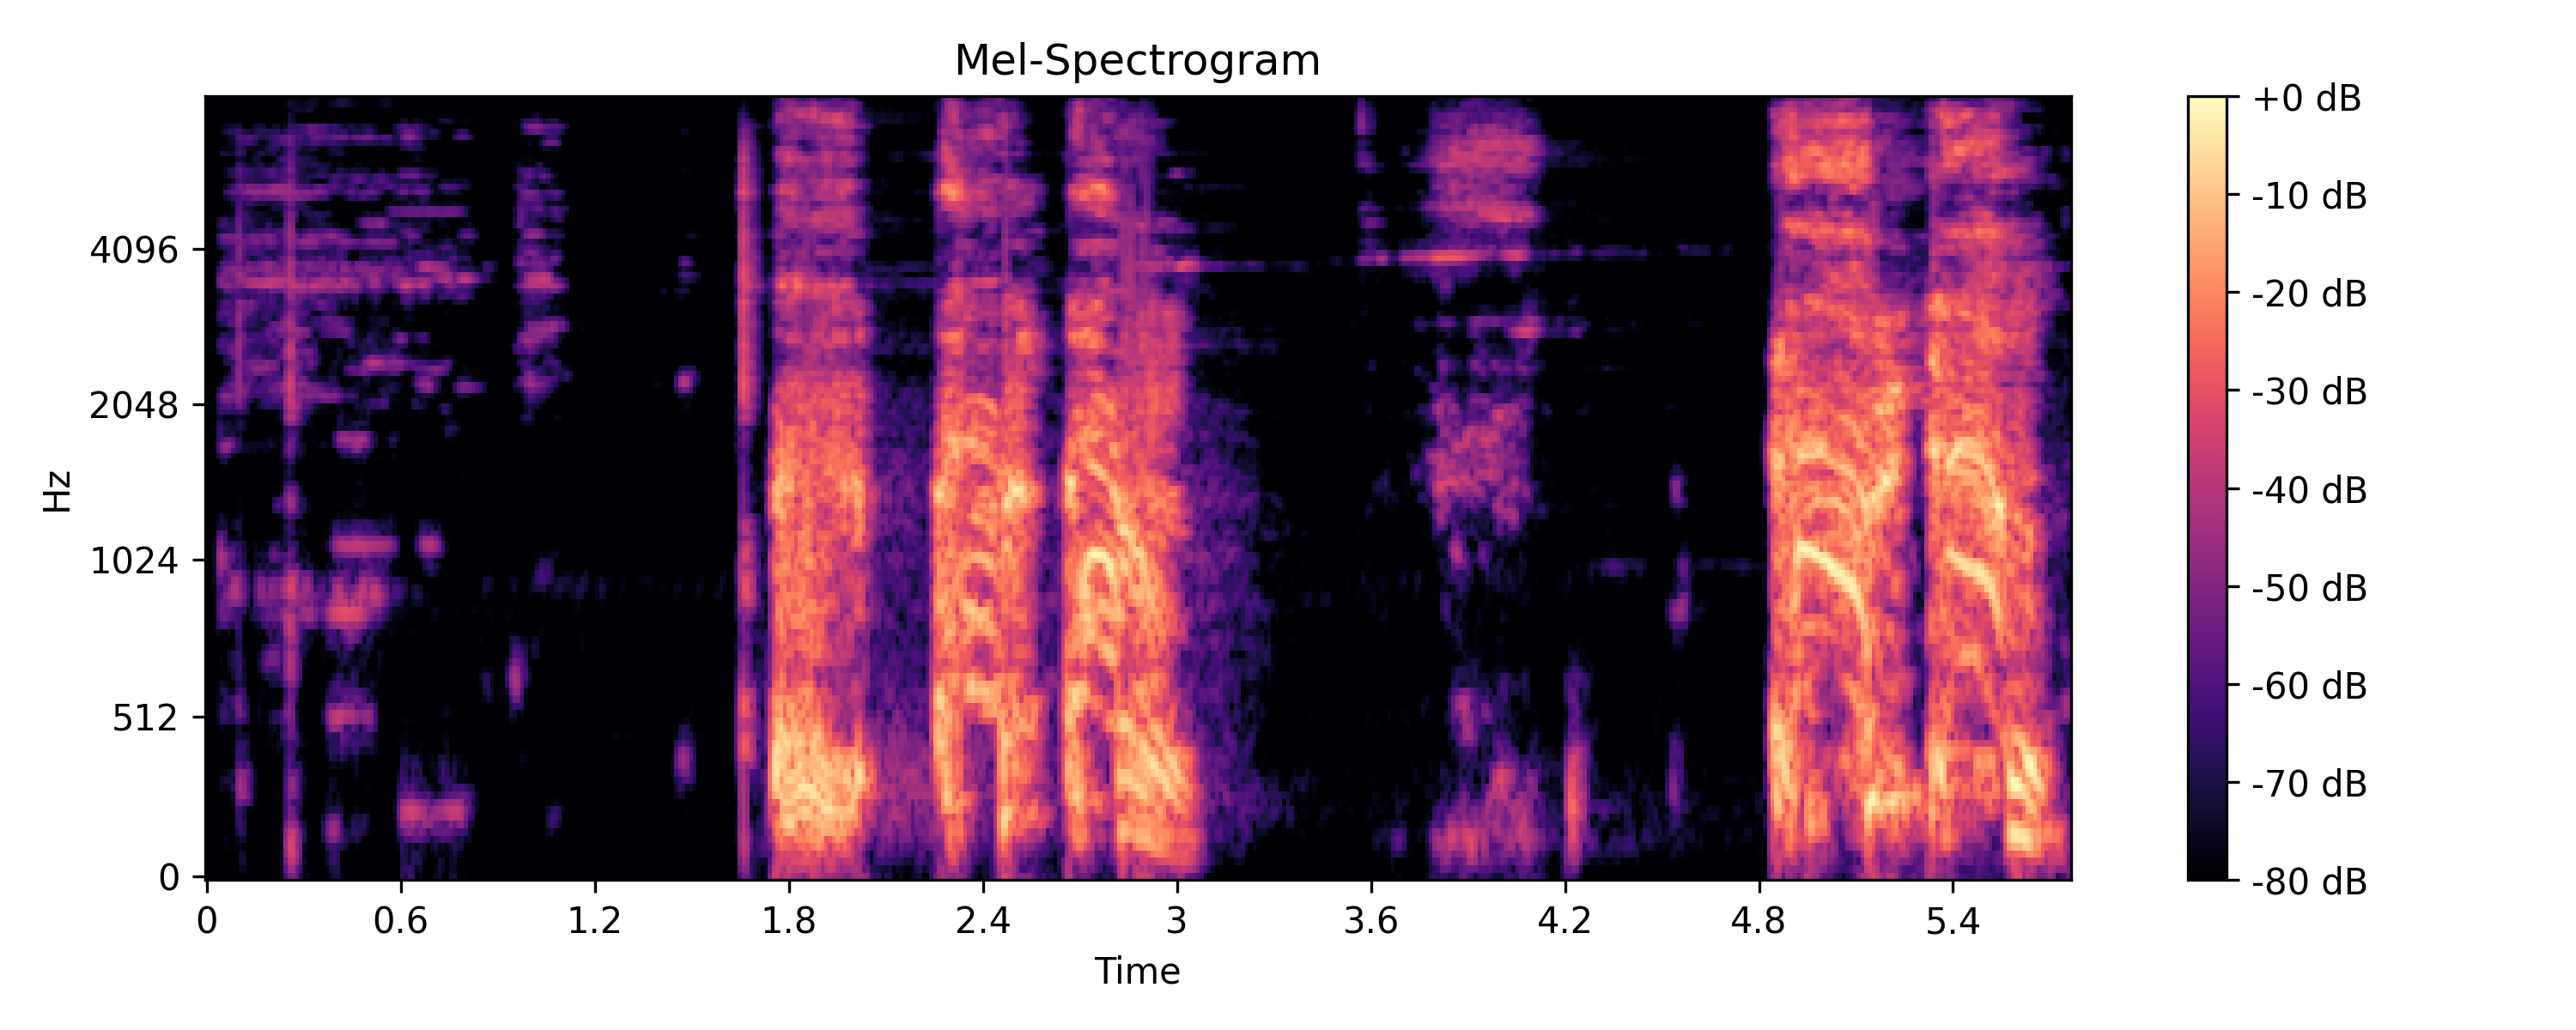 Mel-Spectrogram
+0 dB
-10 dB
-20 dB
-30 dB
-40 dB
-50 dB
-60 dB
-70 dB
-80 dB
Hz
4096
2048
1024
512
0
0 0.6 1.2 1.8 2.4 3 3.6 4.2 4.8 5.4
Time